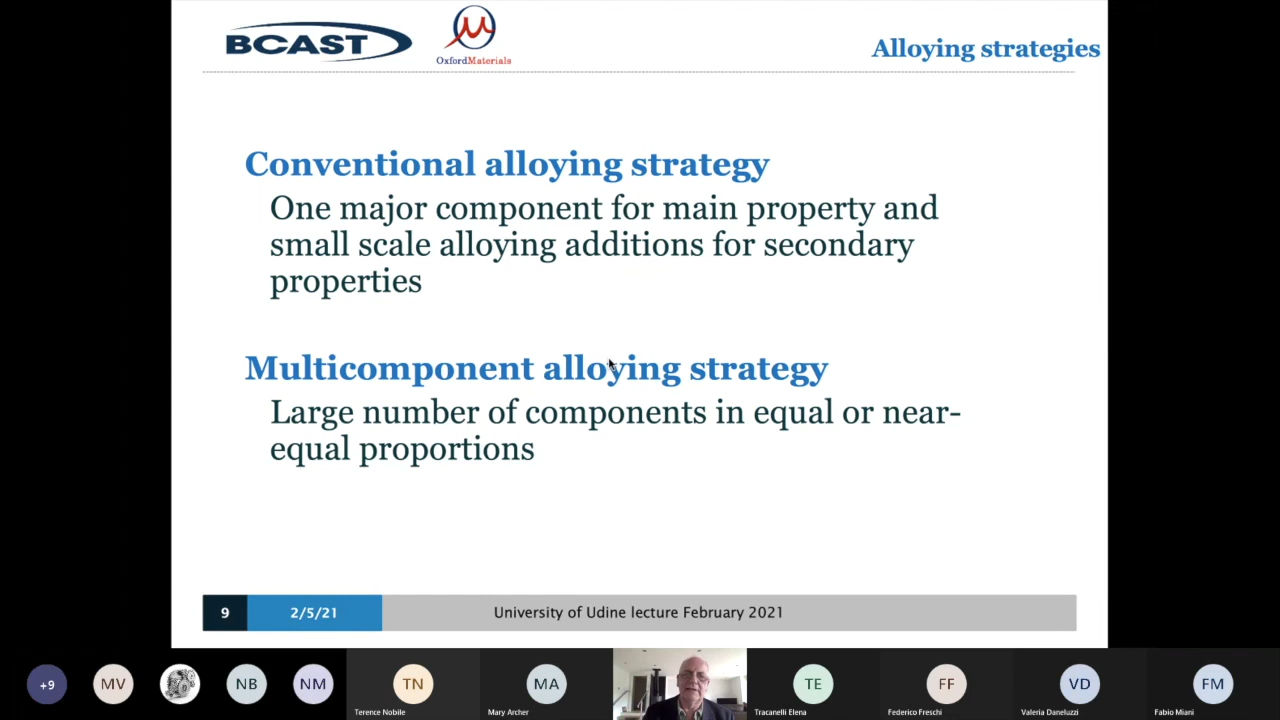 BCAST
OxfordMaterials
Alloying strategies
Conventional alloying strategy
One major component for main property and
small scale alloying additions for secondary
properties
Multicomponent alloying strategy
Large number of components in equal or near-
equal proportions
9
2/5/21
University of Udine lecture February 2021
+9
MV
NB
NM
TN
Terence Nobile
MA
Mary Archer
TE
Tracanelli Elena
FF
Federico Freschi
VD
Valeria Daneluzzi
FM
Fabio Miani